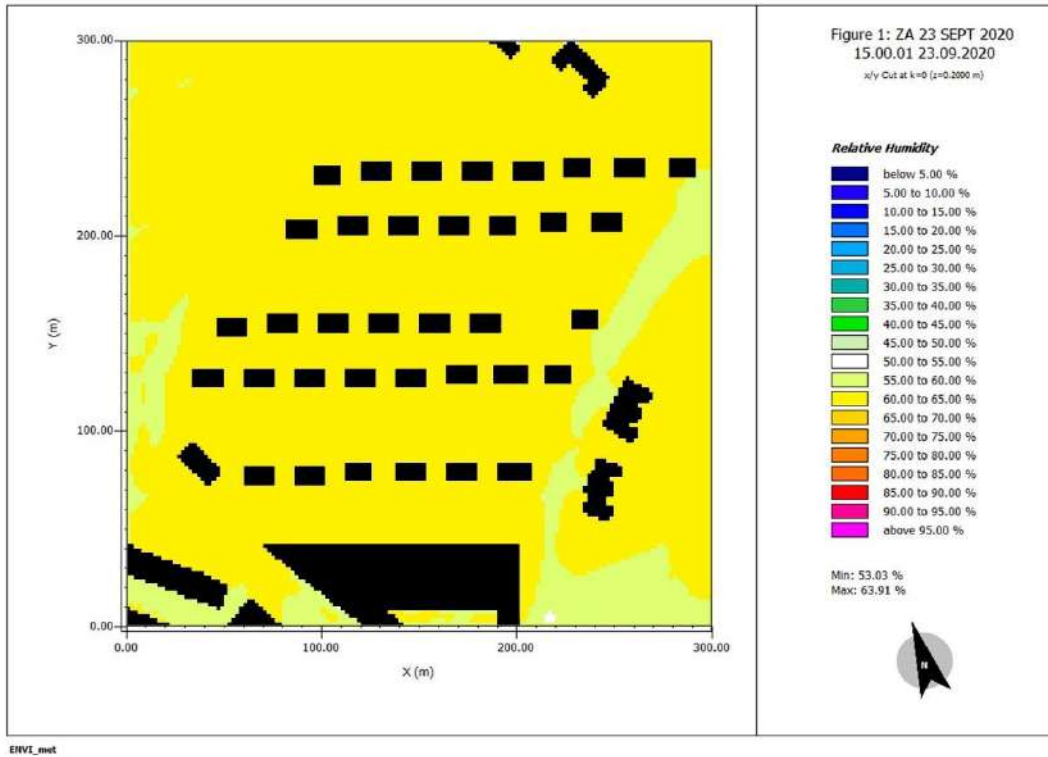 Figure 1: ZA 23 SEPT 2020
15.00.01 23.09.2020
x/y Cut at k=0 (z=0.2000 m)
Relative Humidity
below 5.00 %
5.00 to 10.00 %
10.00 to 15.00 %
15.00 to 20.00 %
20.00 to 25.00 %
25.00 to 30.00 %
30.00 to 35.00 %
35.00 to 40.00 %
40.00 to 45.00 %
45.00 to 50.00 %
50.00 to 55.00 %
55.00 to 60.00 %
60.00 to 65.00 %
65.00 to 70.00 %
70.00 to 75.00 %
75.00 to 80.00 %
80.00 to 85.00 %
85.00 to 90.00 %
90.00 to 95.00 %
above 95.00 %
Min: 53.03 %
Max: 63.91 %
N
300.00
200.00
100.00
0.00
Y (m)
0.00 100.00 200.00 300.00
X (m)
ENVI_met